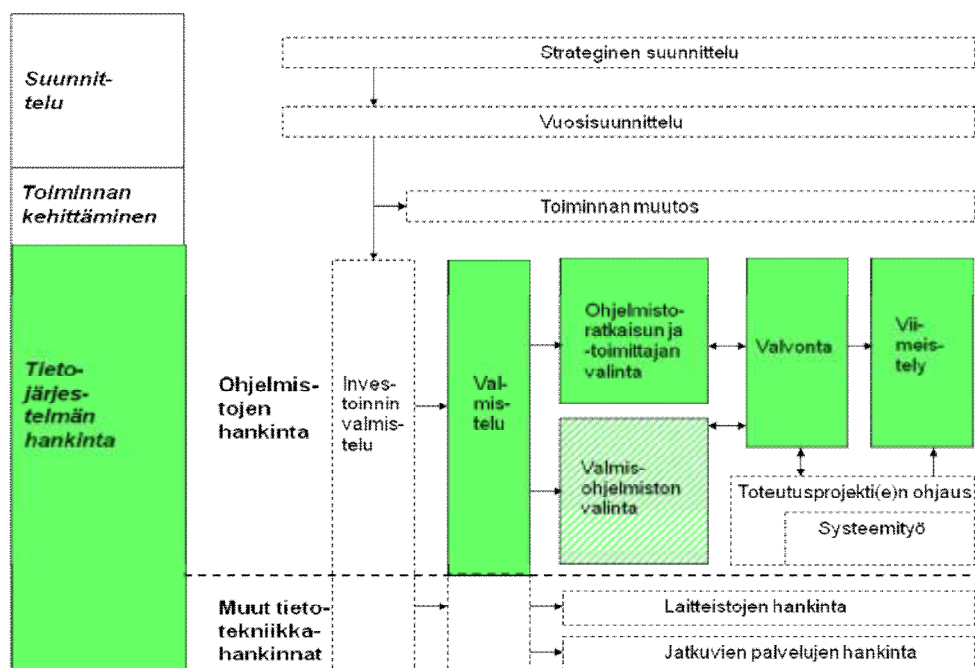 Suunnit-
telu
Strateginen suunnittelu
Vuosisuunnittelu
Toiminnan
kehittäminen
Toiminnan muutos
Tieto-
järjes-
telmän
hankinta
Ohjelmis-
tojen
hankinta
Inves-
toinnin
valmis-
telu
Val-
mis-
telu
Ohjelmisto-
ratkaisun ja
-toimittajan
valinta
Valmis-
ohjelmiston
valinta
Valvonta
Vii-
meis-
tely
Toteutusprojekti(e)n ohjaus
Systeemityö
Muut tieto-
tekniikka-
hankinnat
Laitteistojen hankinta
Jatkuvien palvelujen hankinta